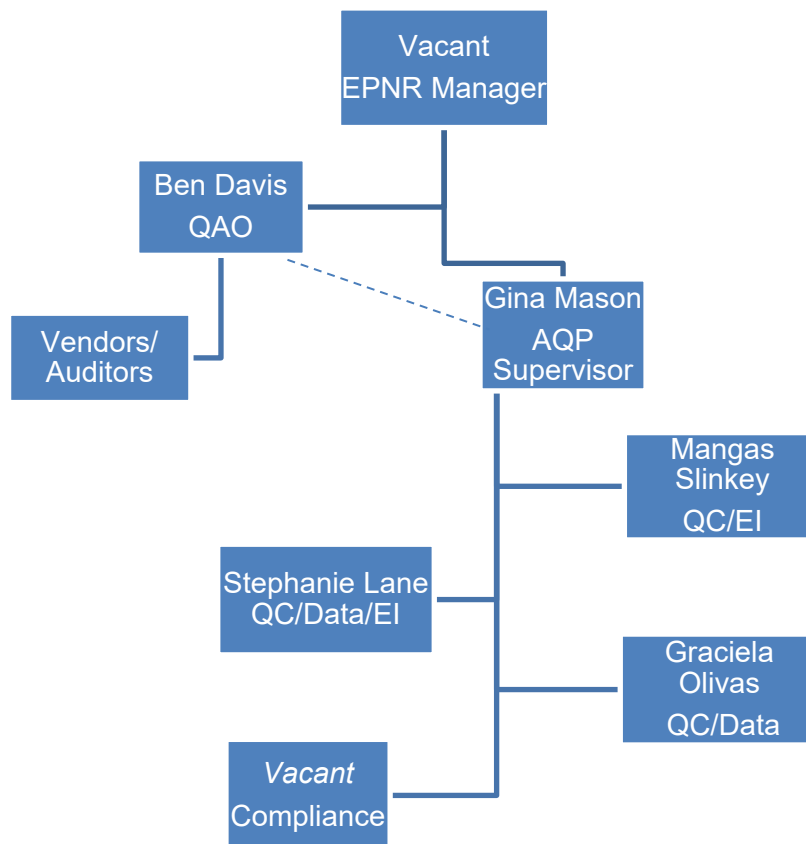 Vacant
EPNR Manager
Ben Davis
QAO
Gina Mason
AQP
Supervisor
Vendors/
Auditors
Mangas
Slinkey
QC/EI
Stephanie Lane
QC/Data/EI
Graciela
Olivas
QC/Data
Vacant
Compliance